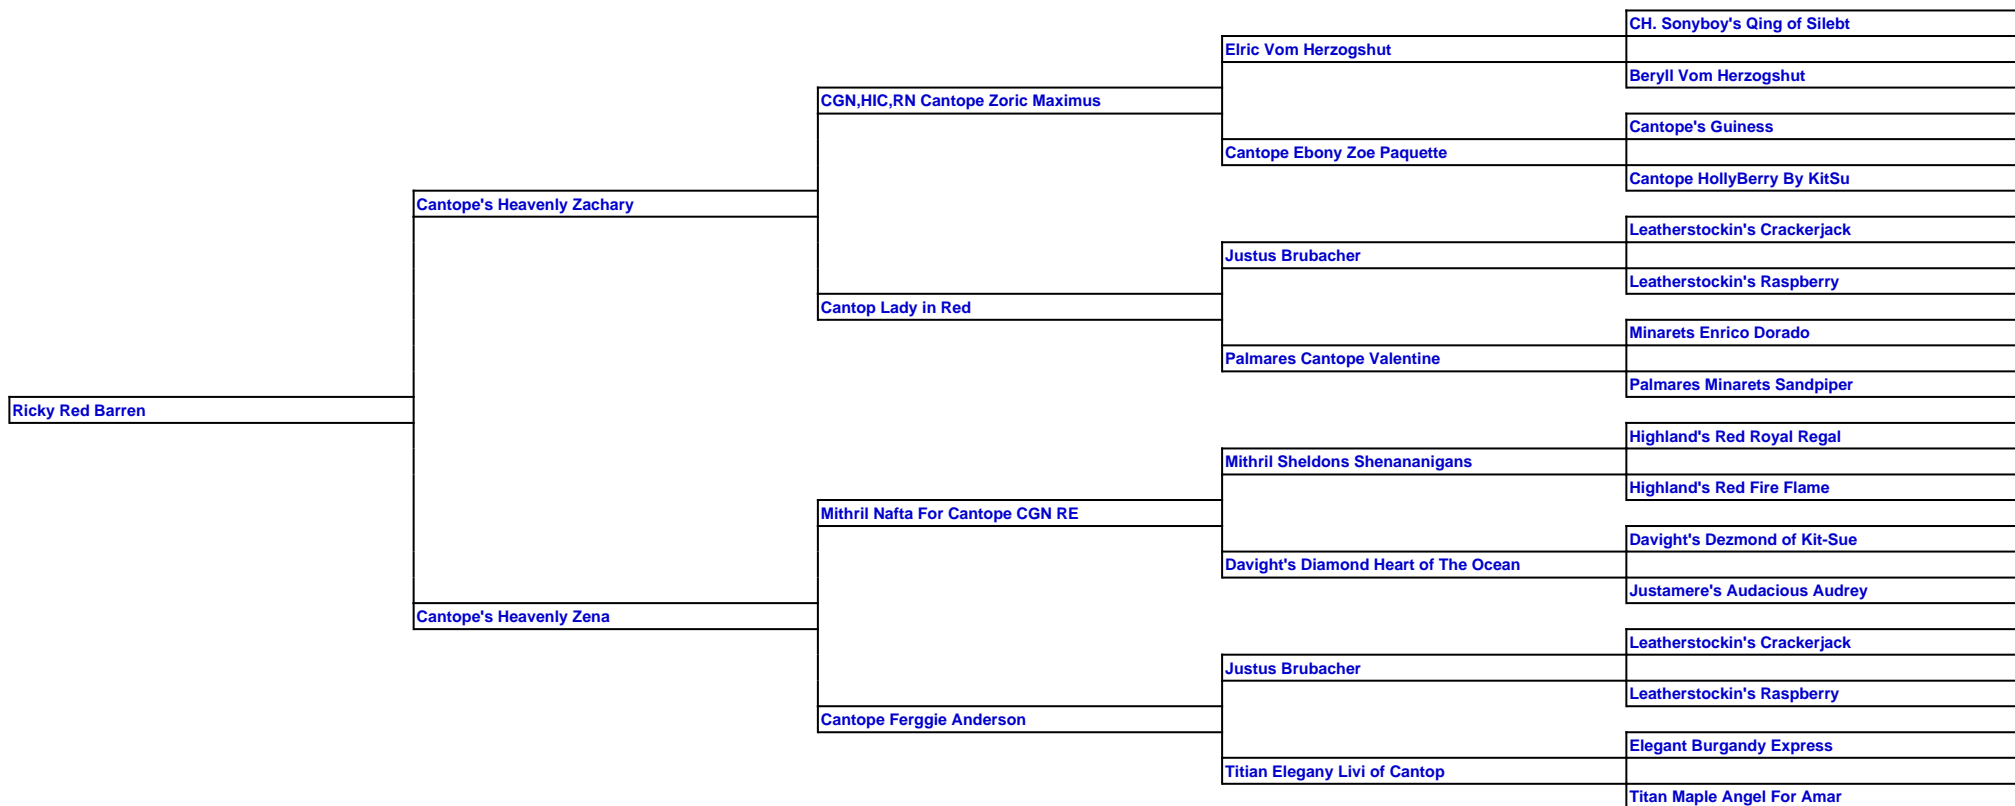 CH. Sonyboy's Qing of Silebt
Elric Vom Herzogshut
Beryll Vom Herzogshut
CGN,HIC,RN Cantope Zoric Maximus
Cantope's Guiness
Cantope Ebony Zoe Paquette
Cantope HollyBerry By KitSu
Cantope's Heavenly Zachary
Leatherstockin's Crackerjack
Justus Brubacher
Leatherstockin's Raspberry
Cantop Lady in Red
Minarets Enrico Dorado
Palmares Cantope Valentine
Palmares Minarets Sandpiper
Ricky Red Barren
Highland's Red Royal Regal
Mithril Sheldons Shenananigans
Highland's Red Fire Flame
Mithril Nafta For Cantope CGN RE
Davight's Dezmond of Kit-Sue
Davight's Diamond Heart of The Ocean
Justamere's Audacious Audrey
Cantope's Heavenly Zena
Leatherstockin's Crackerjack
Justus Brubacher
Leatherstockin's Raspberry
Cantope Ferggie Anderson
Elegant Burgandy Express
Titian Elegany Livi of Cantop
Titan Maple Angel For Amar